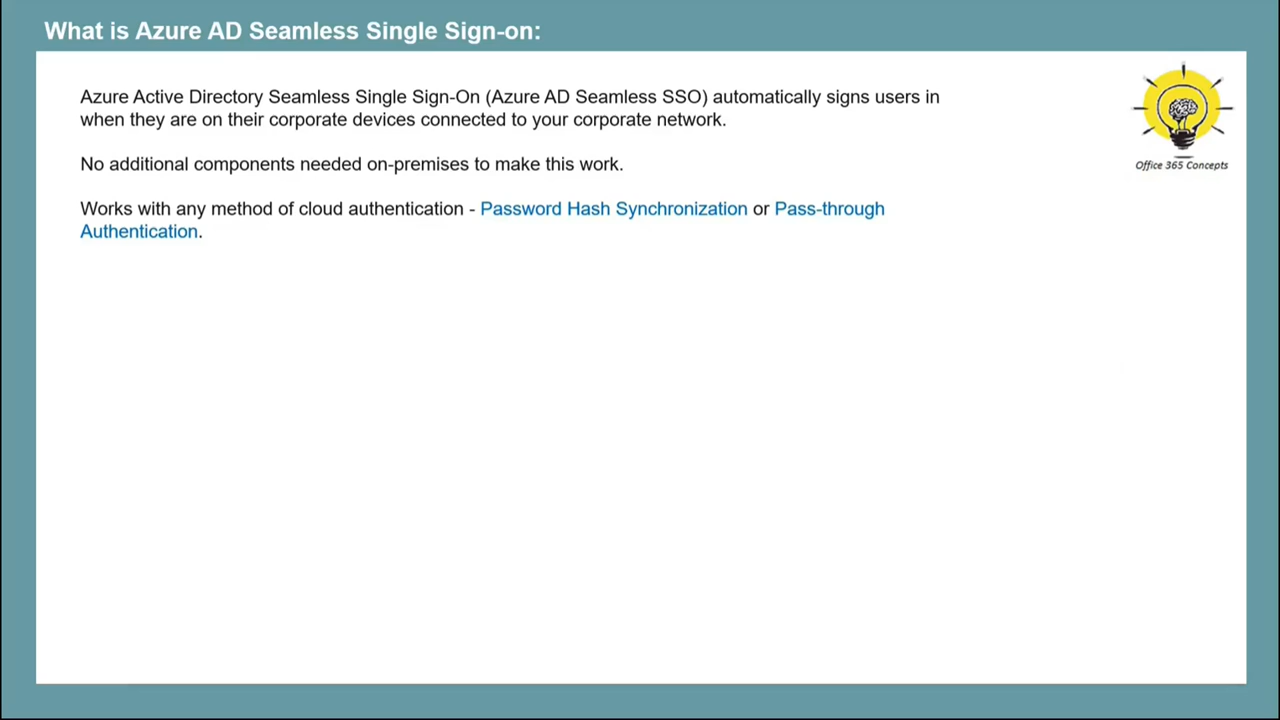 What is Azure AD Seamless Single Sign-on:
Azure Active Directory Seamless Single Sign-On (Azure AD Seamless SSO) automatically signs users in
when they are on their corporate devices connected to your corporate network.
No additional components needed on-premises to make this work.
Works with any method of cloud authentication - Password Hash Synchronization or Pass-through
Authentication.
Office 365 Concepts